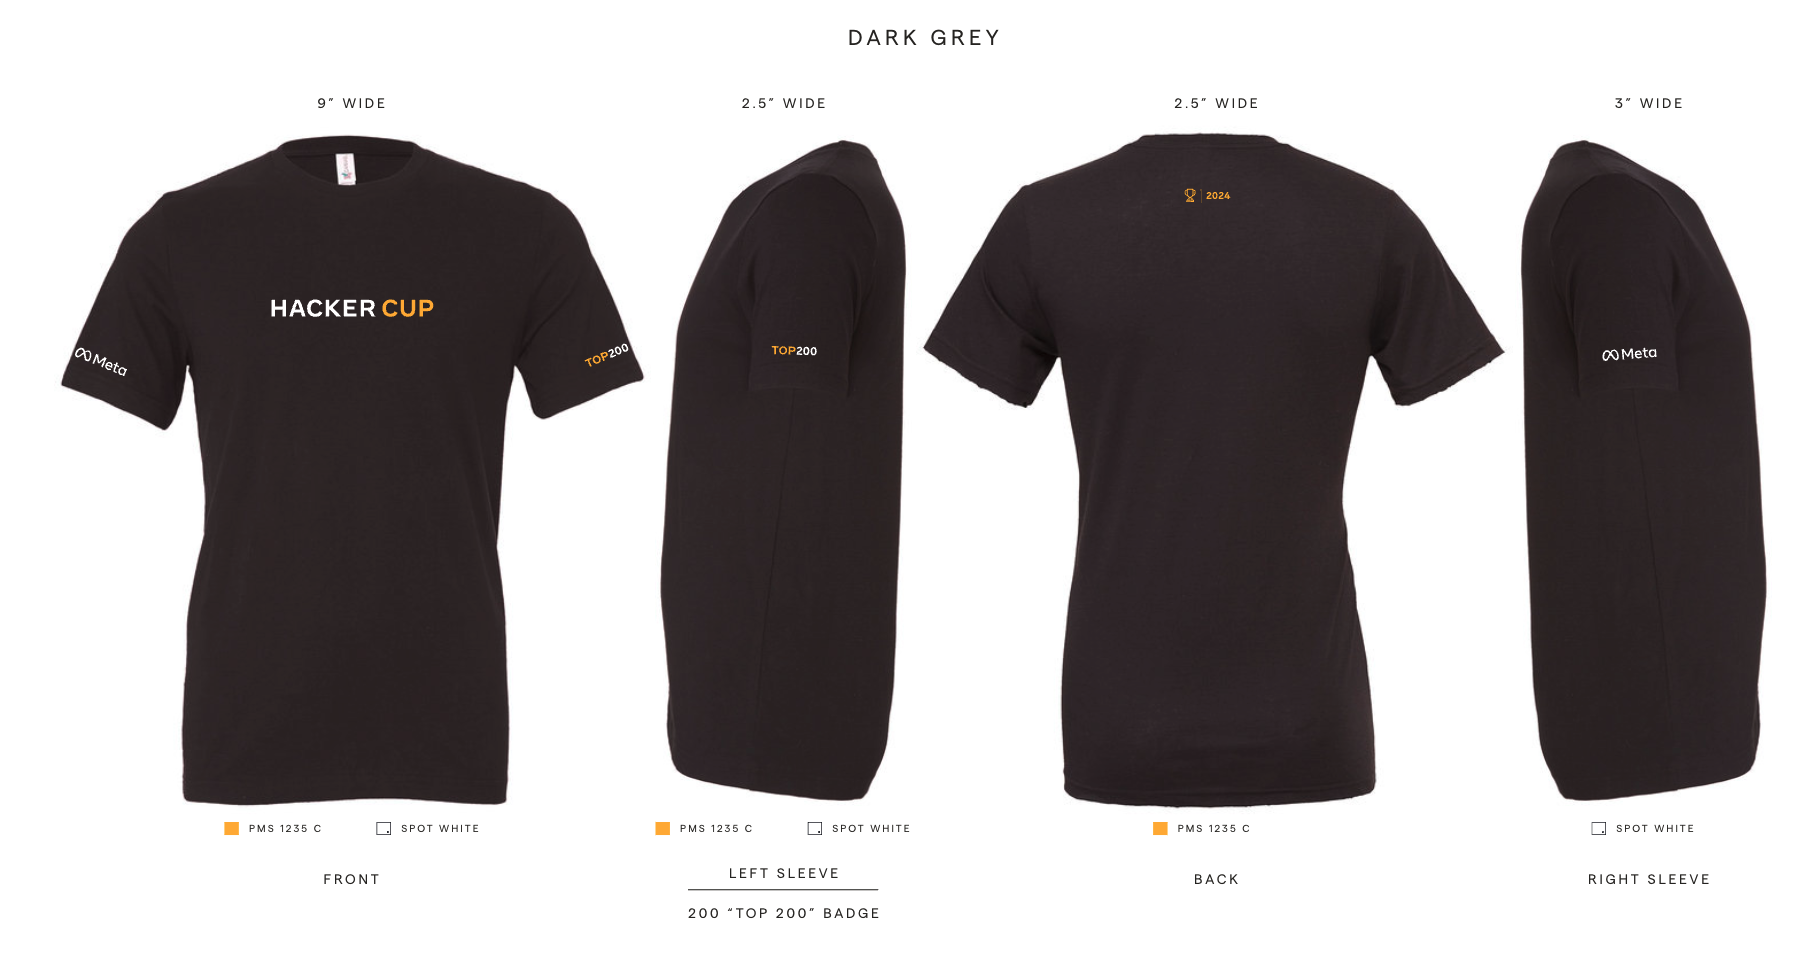 DARK GREY
9” WIDE
2.5” WIDE
2.5” WIDE
3” WIDE
HACKER CUP
Meta
TOP200
TOP200
2024
Meta
PMS 1235 C
SPOT WHITE
PMS 1235 C
SPOT WHITE
PMS 1235 C
SPOT WHITE
FRONT
LEFT SLEEVE
200 “TOP 200” BADGE
BACK
RIGHT SLEEVE